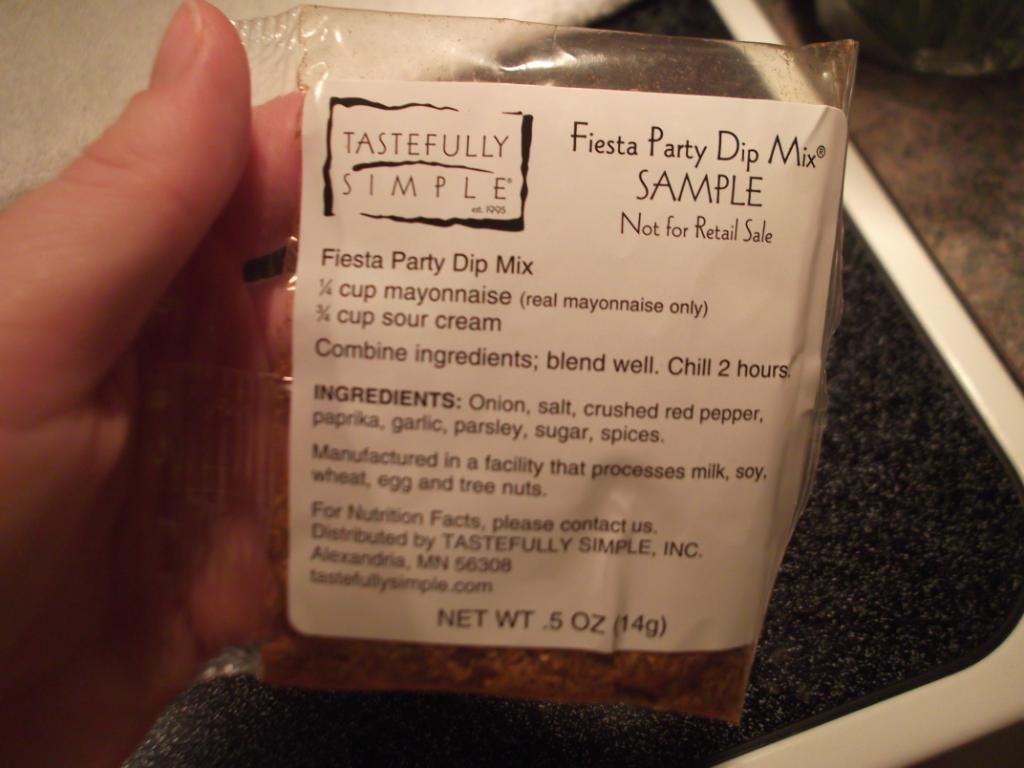 TASTEFULLY
SIMPLE®
est. 1995
Fiesta Party Dip Mix®
SAMPLE
Not for Retail Sale
Fiesta Party Dip Mix
¼ cup mayonnaise (real mayonnaise only)
¾ cup sour cream
Combine ingredients; blend well. Chill 2 hours.
INGREDIENTS: Onion, salt, crushed red pepper,
paprika, garlic, parsley, sugar, spices.
Manufactured in a facility that processes milk, soy,
wheat, egg and tree nuts.
For Nutrition Facts, please contact us.
Distributed by TASTEFULLY SIMPLE, INC.
Alexandria, MN 56308
tastefullysimple.com
NET WT .5 OZ (14g)